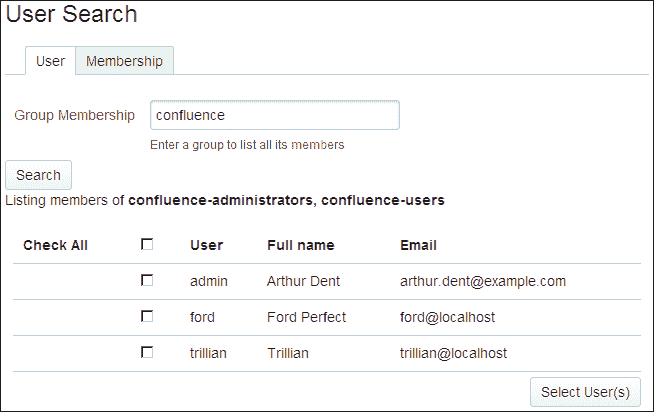 User Search
User Membership
Group Membership confluence
Enter a group to list all its members
Search
Listing members of confluence-administrators, confluence-users
Check All User Full name Email
admin Arthur Dent arthur.dent@example.com
ford Ford Perfect ford@localhost
trillian Trillian trillian@localhost
Select User(s)